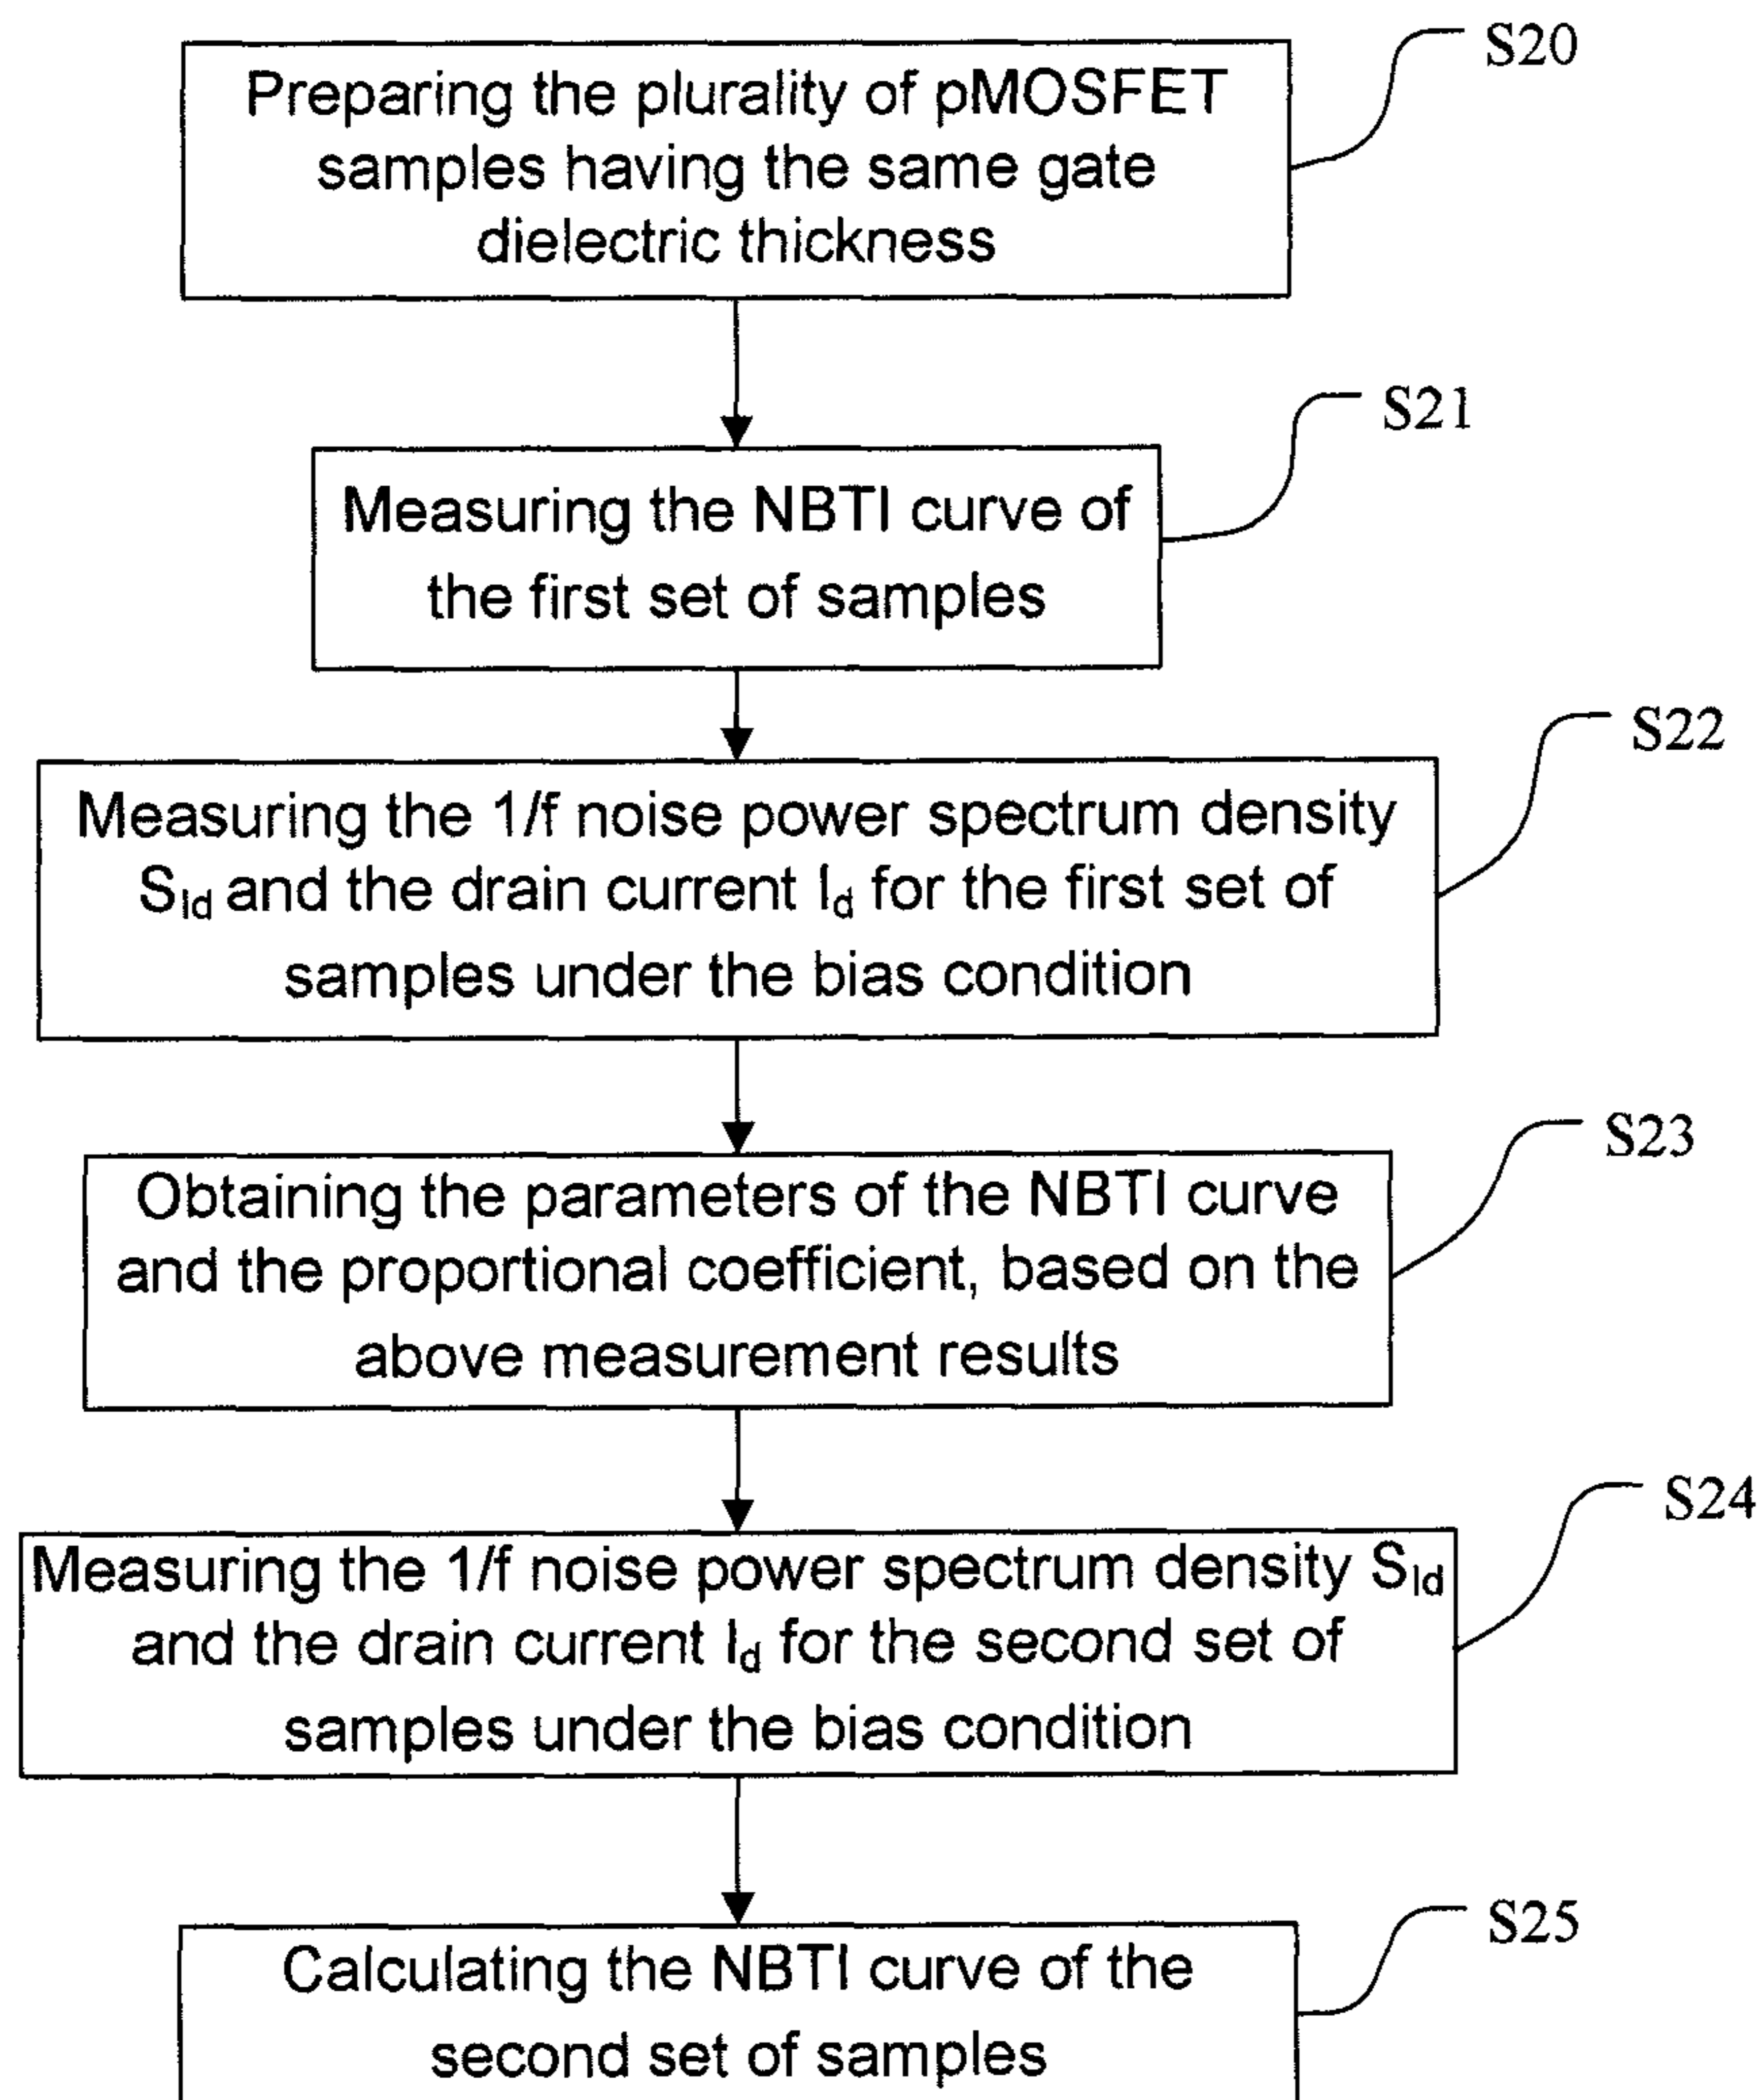 S20
Preparing the plurality of pMOSFET
samples having the same gate
dielectric thickness
S21
Measuring the NBTI curve of
the first set of samples
S22
Measuring the 1/f noise power spectrum density
S_Id and the drain current I_d for the first set of
samples under the bias condition
S23
Obtaining the parameters of the NBTI curve
and the proportional coefficient, based on the
above measurement results
S24
Measuring the 1/f noise power spectrum density S_Id
and the drain current I_d for the second set of
samples under the bias condition
S25
Calculating the NBTI curve of the
second set of samples